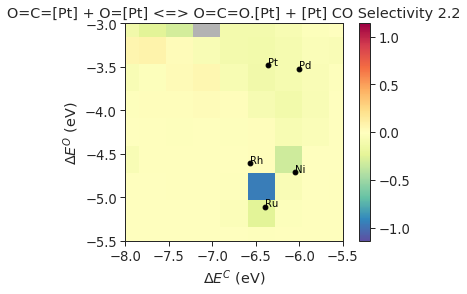 O=C=[Pt] + O=[Pt] <=> O=C=O.[Pt] + [Pt] CO Selectivity 2.2
−3.0
−3.5
−4.0
−4.5
−5.0
−5.5
ΔE^O (eV)
Pt
Pd
Rh
Ni
Ru
−8.0 −7.5 −7.0 −6.5 −6.0 −5.5
ΔE^C (eV)
1.0
0.5
0.0
−0.5
−1.0